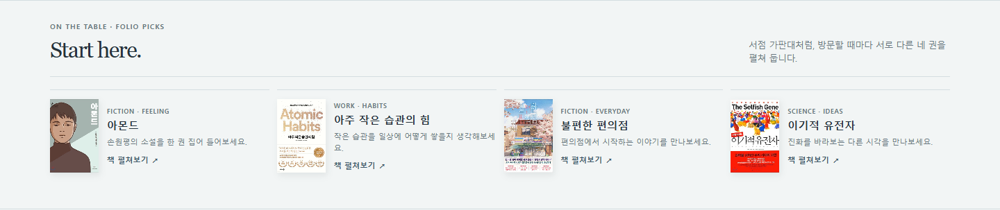 ON THE TABLE · FOLIO PICKS
Start here.
서점 가판대처럼, 방문할 때마다 서로 다른 네 권을
펼쳐 둡니다.
아몬드
FICTION · FEELING
아몬드
손원평의 소설을 한 권 집어 들어보세요.
책 펼쳐보기 ↗
Atomic
Habits
아주 작은 습관의 힘
WORK · HABITS
아주 작은 습관의 힘
작은 습관을 일상에 어떻게 쌓을지 생각해보세
요.
책 펼쳐보기 ↗
FICTION · EVERYDAY
불편한 편의점
편의점에서 시작하는 이야기를 만나보세요.
책 펼쳐보기 ↗
The Selfish Gene
이기적 유전자
SCIENCE · IDEAS
이기적 유전자
진화를 바라보는 다른 시각을 만나보세요.
책 펼쳐보기 ↗